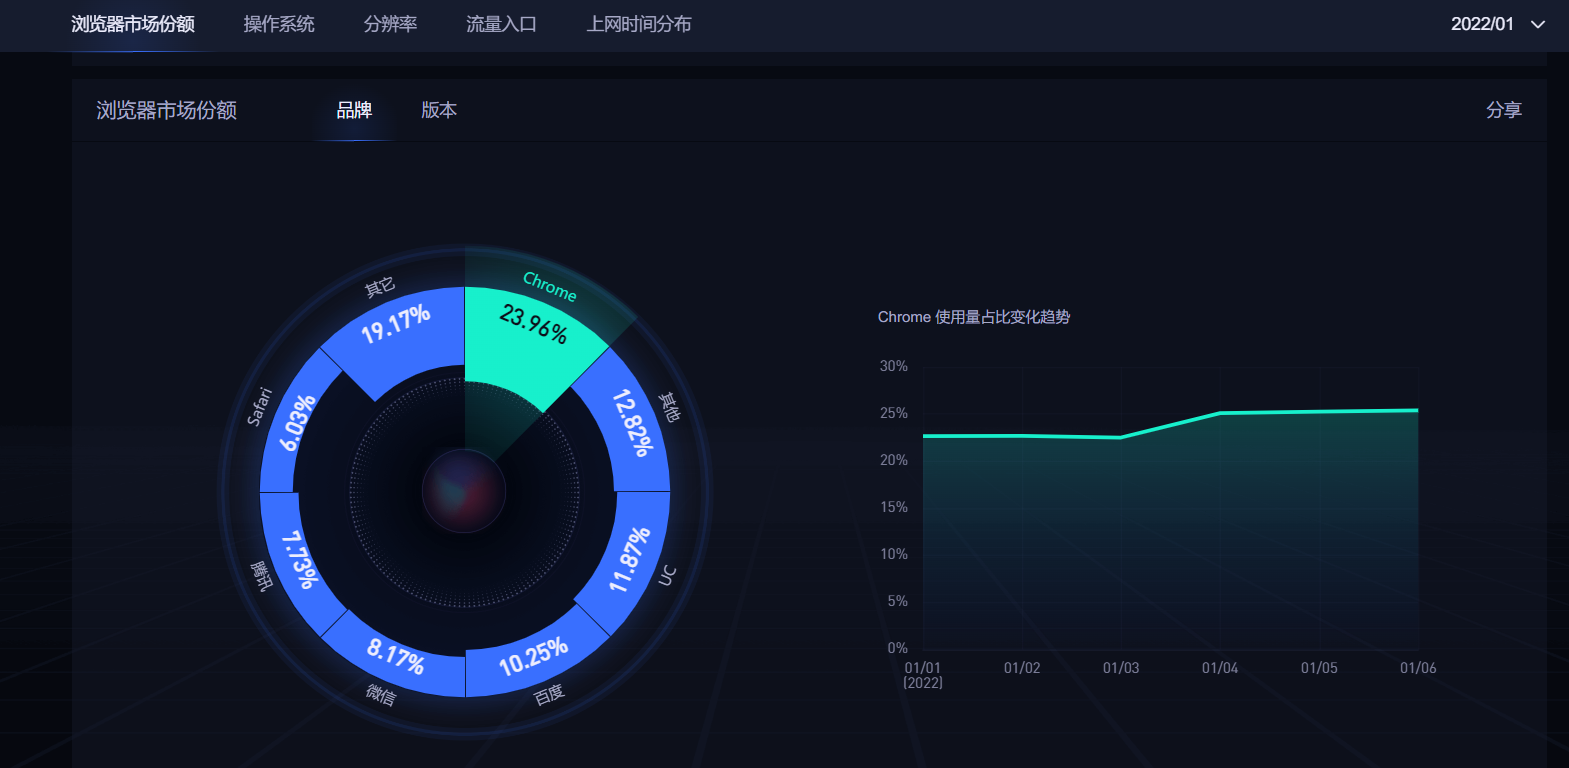 浏览器市场份额 操作系统 分辨率 流量入口 上网时间分布 2022/01
浏览器市场份额 品牌 版本 分享
Chrome
23.96%
其他
12.82%
UC
11.87%
百度
10.25%
微信
8.17%
腾讯
7.73%
Safari
6.03%
其它
19.17%
Chrome 使用量占比变化趋势
30%
25%
20%
15%
10%
5%
0%
01/01 01/02 01/03 01/04 01/05 01/06
(2022)